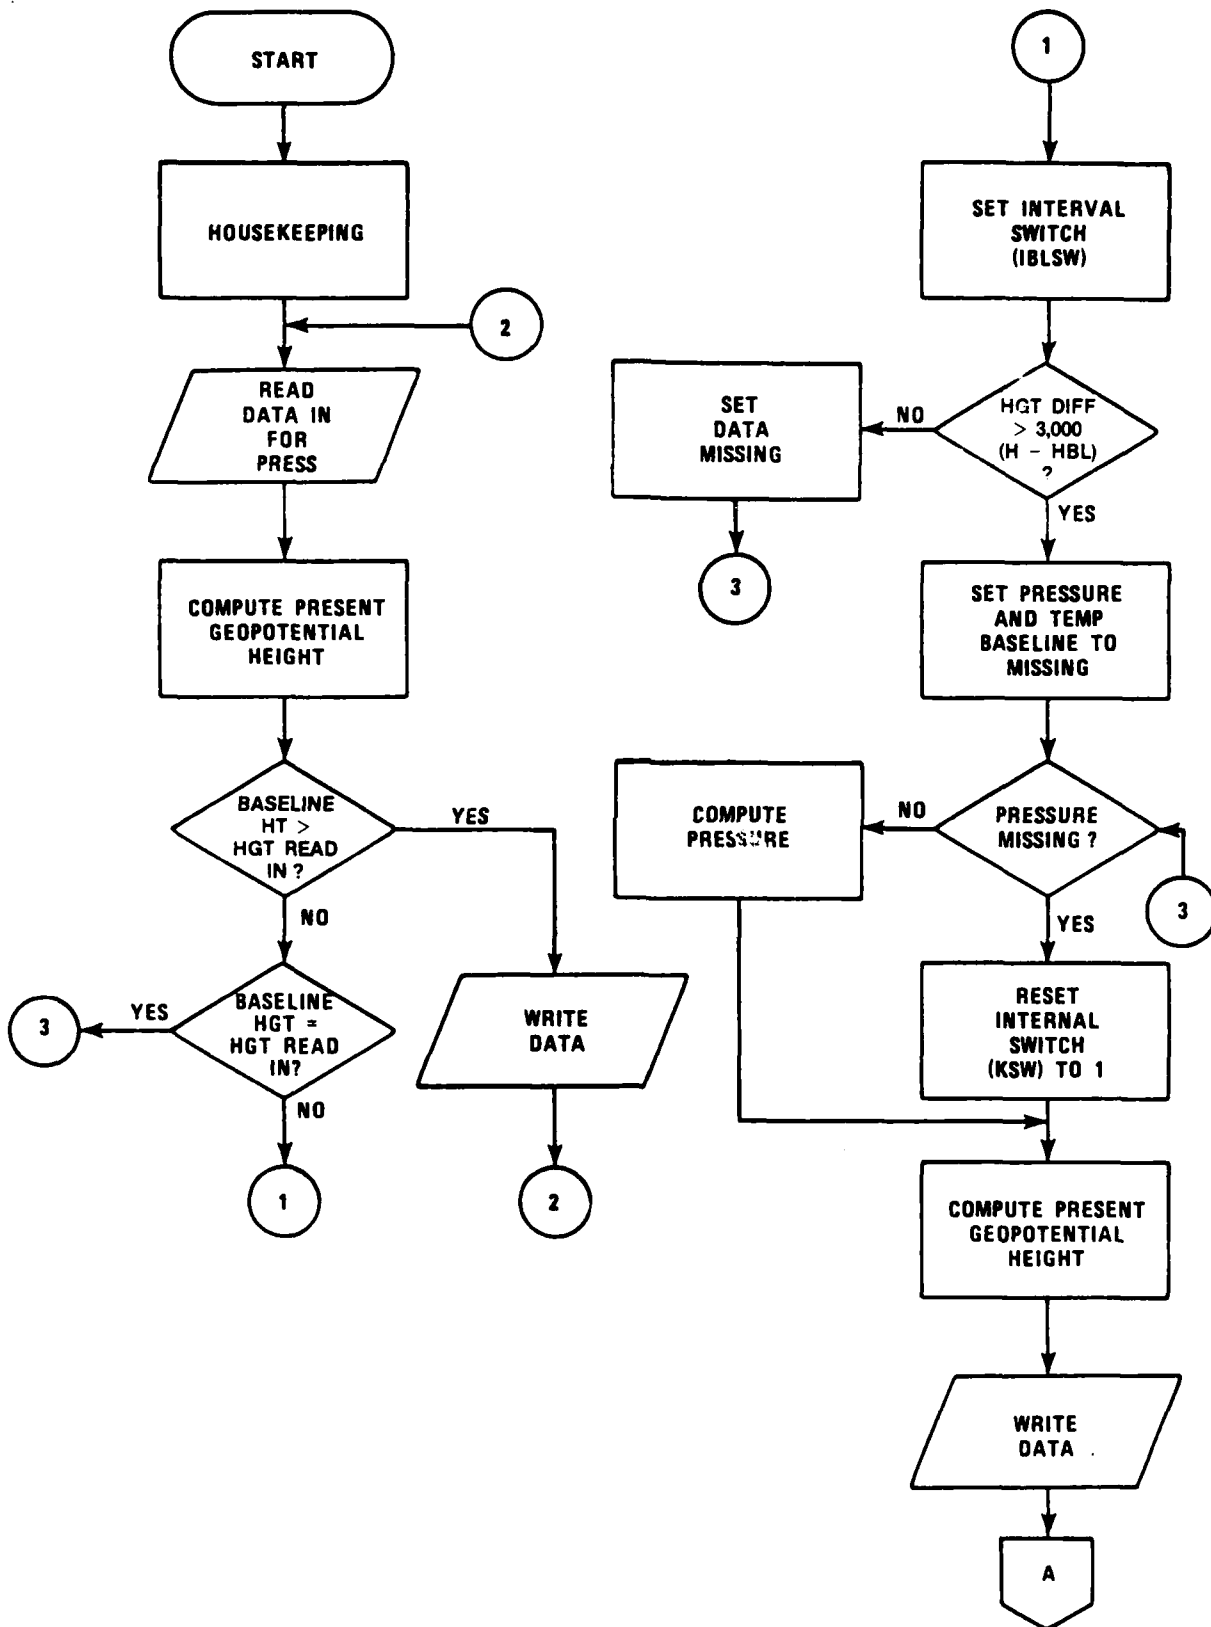 START
HOUSEKEEPING
2
READ
DATA IN
FOR
PRESS
COMPUTE PRESENT
GEOPOTENTIAL
HEIGHT
BASELINE
HT >
HGT READ
IN ?
YES
NO
BASELINE
HGT =
HGT READ
IN?
YES
3
NO
1
WRITE
DATA
2
1
SET INTERVAL
SWITCH
(IBLSW)
HGT DIFF
> 3,000
(H – HBL)
?
NO
SET
DATA
MISSING
3
YES
SET PRESSURE
AND TEMP
BASELINE TO
MISSING
PRESSURE
MISSING ?
NO
COMPUTE
PRESSURE
3
YES
RESET
INTERNAL
SWITCH
(KSW) TO 1
COMPUTE PRESENT
GEOPOTENTIAL
HEIGHT
WRITE
DATA
A